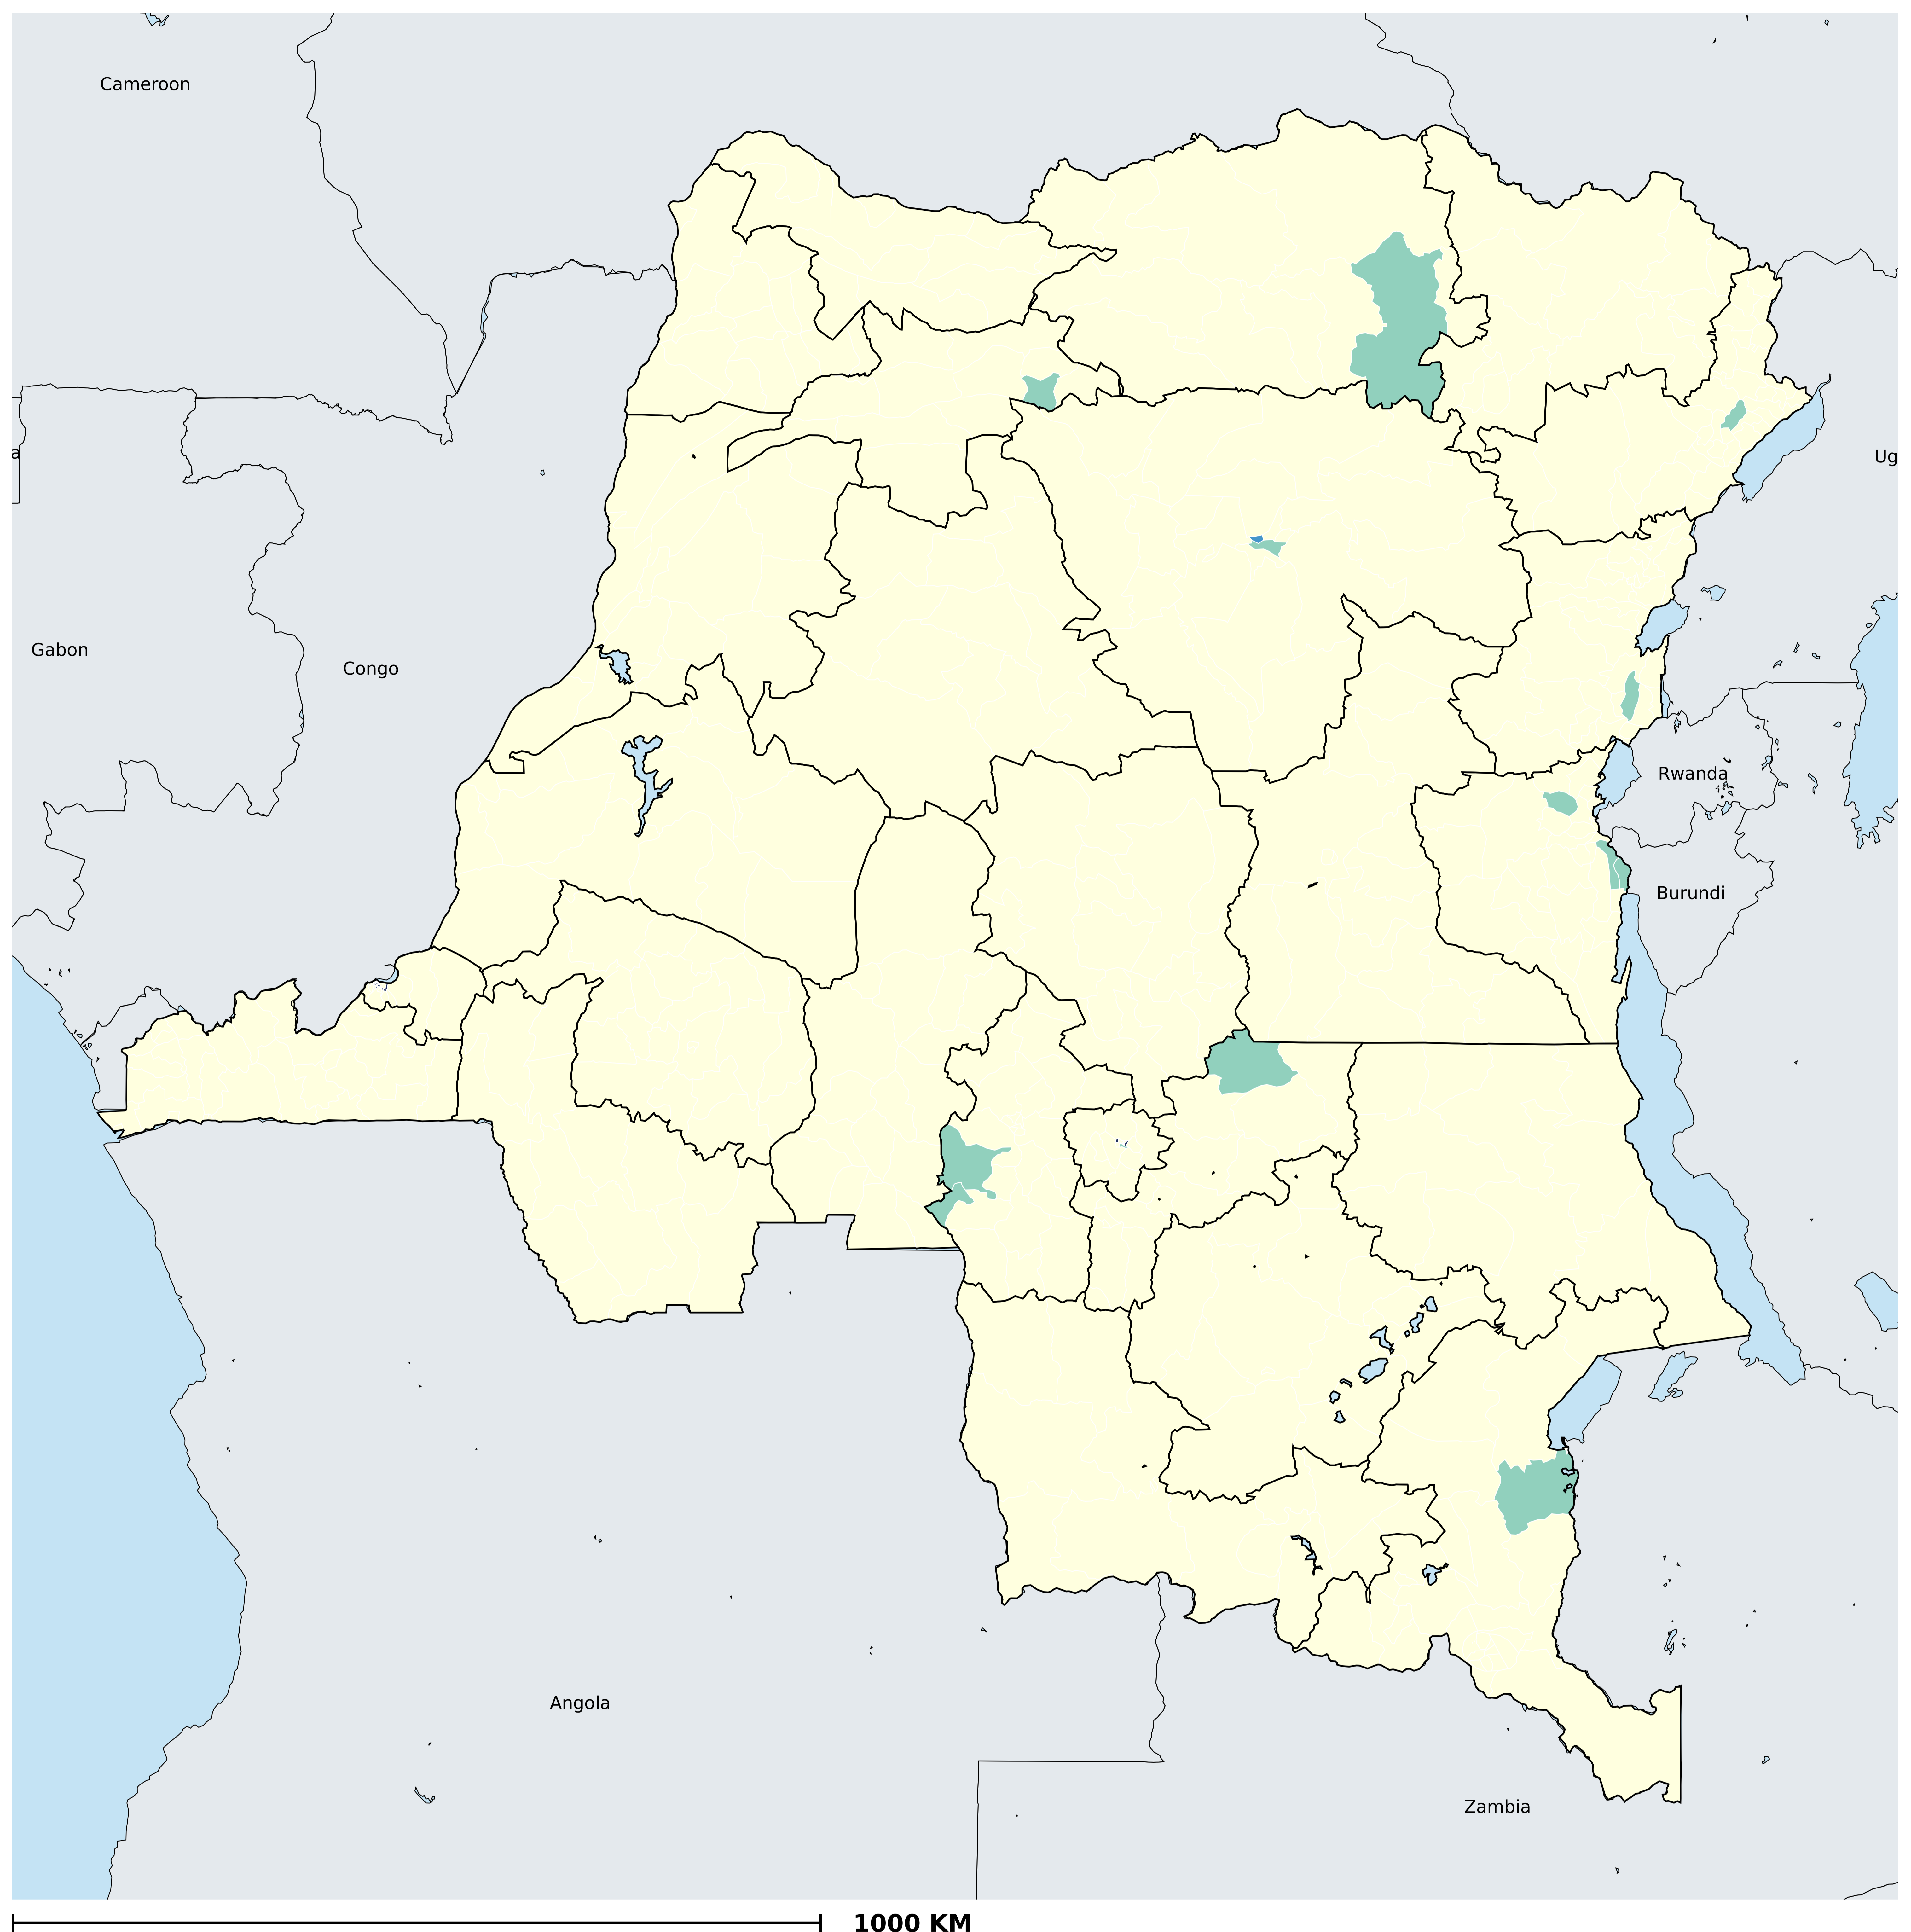 Cameroon
a
Ug
Gabon
Congo
Rwanda
Burundi
Angola
Zambia
1000 KM